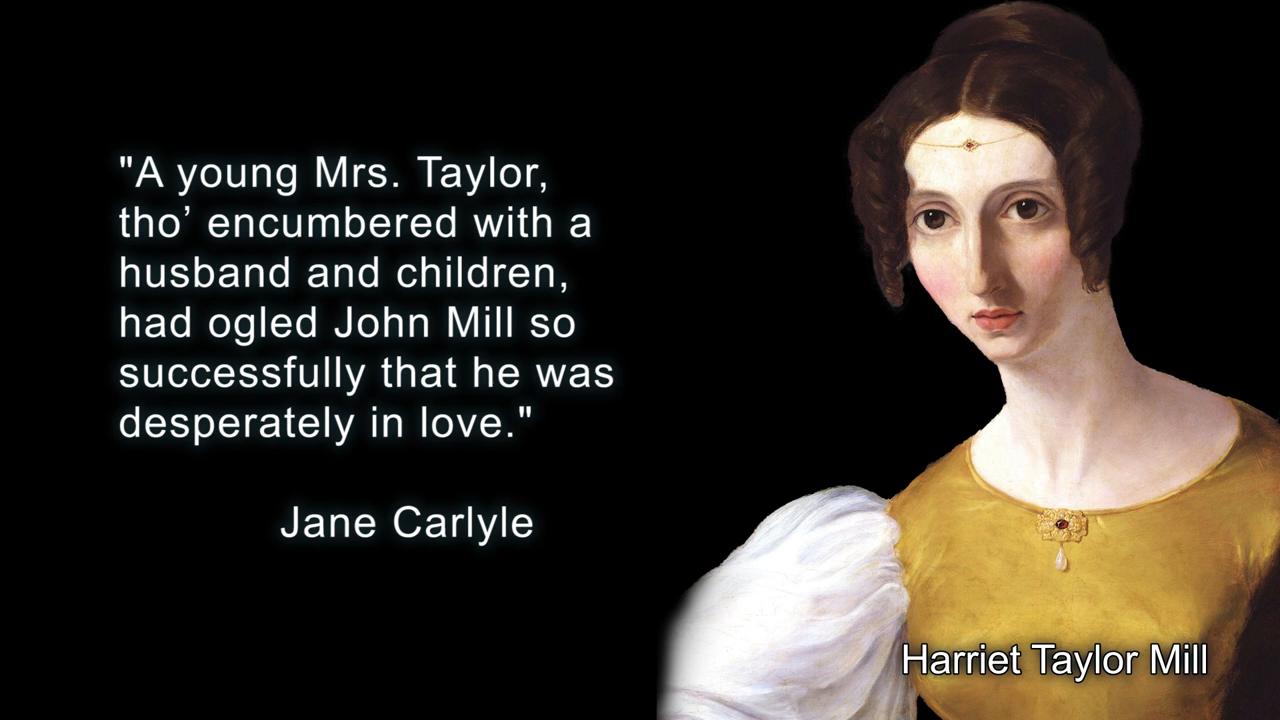 "A young Mrs. Taylor,
tho’ encumbered with a
husband and children,
had ogled John Mill so
successfully that he was
desperately in love."
Jane Carlyle
Harriet Taylor Mill